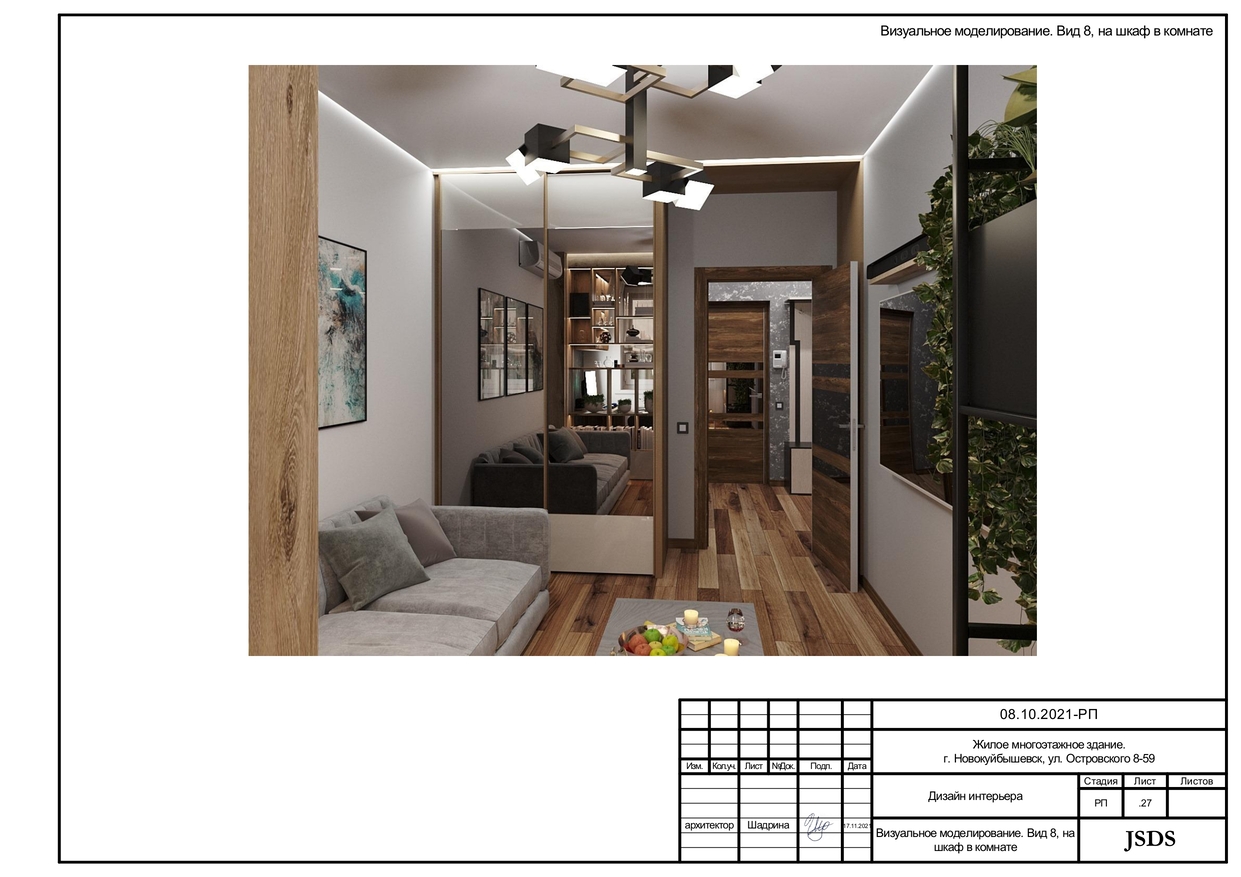 Визуальное моделирование. Вид 8, на шкаф в комнате
08.10.2021-РП
Жилое многоэтажное здание.
г. Новокуйбышевск, ул. Островского 8-59
Изм. Кол.уч. Лист №Док. Подп. Дата
Дизайн интерьера
Стадия Лист Листов
РП .27
архитектор Шадрина 17.11.2021
Визуальное моделирование. Вид 8, на
шкаф в комнате
JSDS